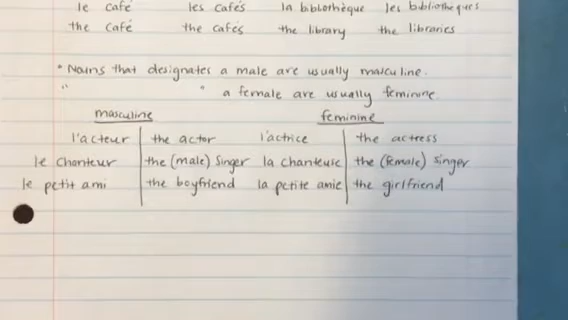 le café les cafés la bibliothèque les bibliothèques
the café the cafés the library the libraries
* Nouns that designates a male are usually masculine.
" " a female are usually feminine.
masculine feminine
l'acteur the actor l'actrice the actress
le chanteur the (male) singer la chanteuse the (female) singer
le petit ami the boyfriend la petite amie the girlfriend